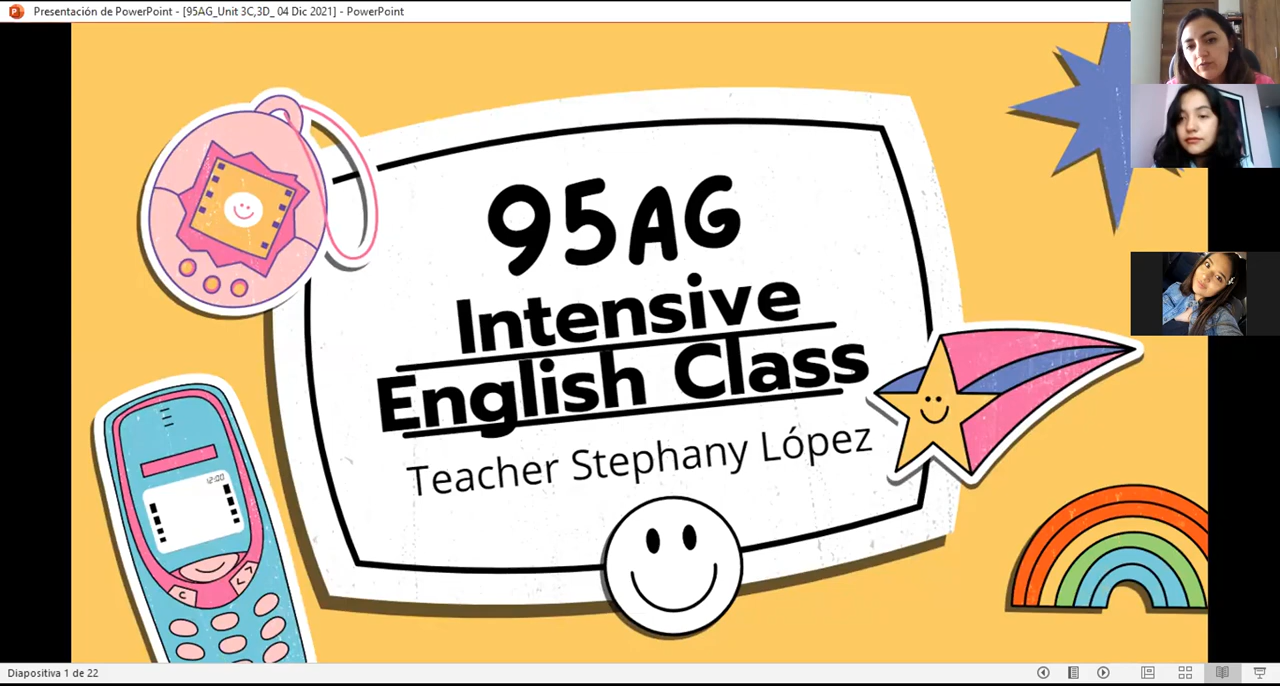 Presentación de PowerPoint - [95AG_Unit 3C,3D_ 04 Dic 2021] - PowerPoint
95AG
Intensive
English Class
Teacher Stephany López
12:00
C
< >
Diapositiva 1 de 22